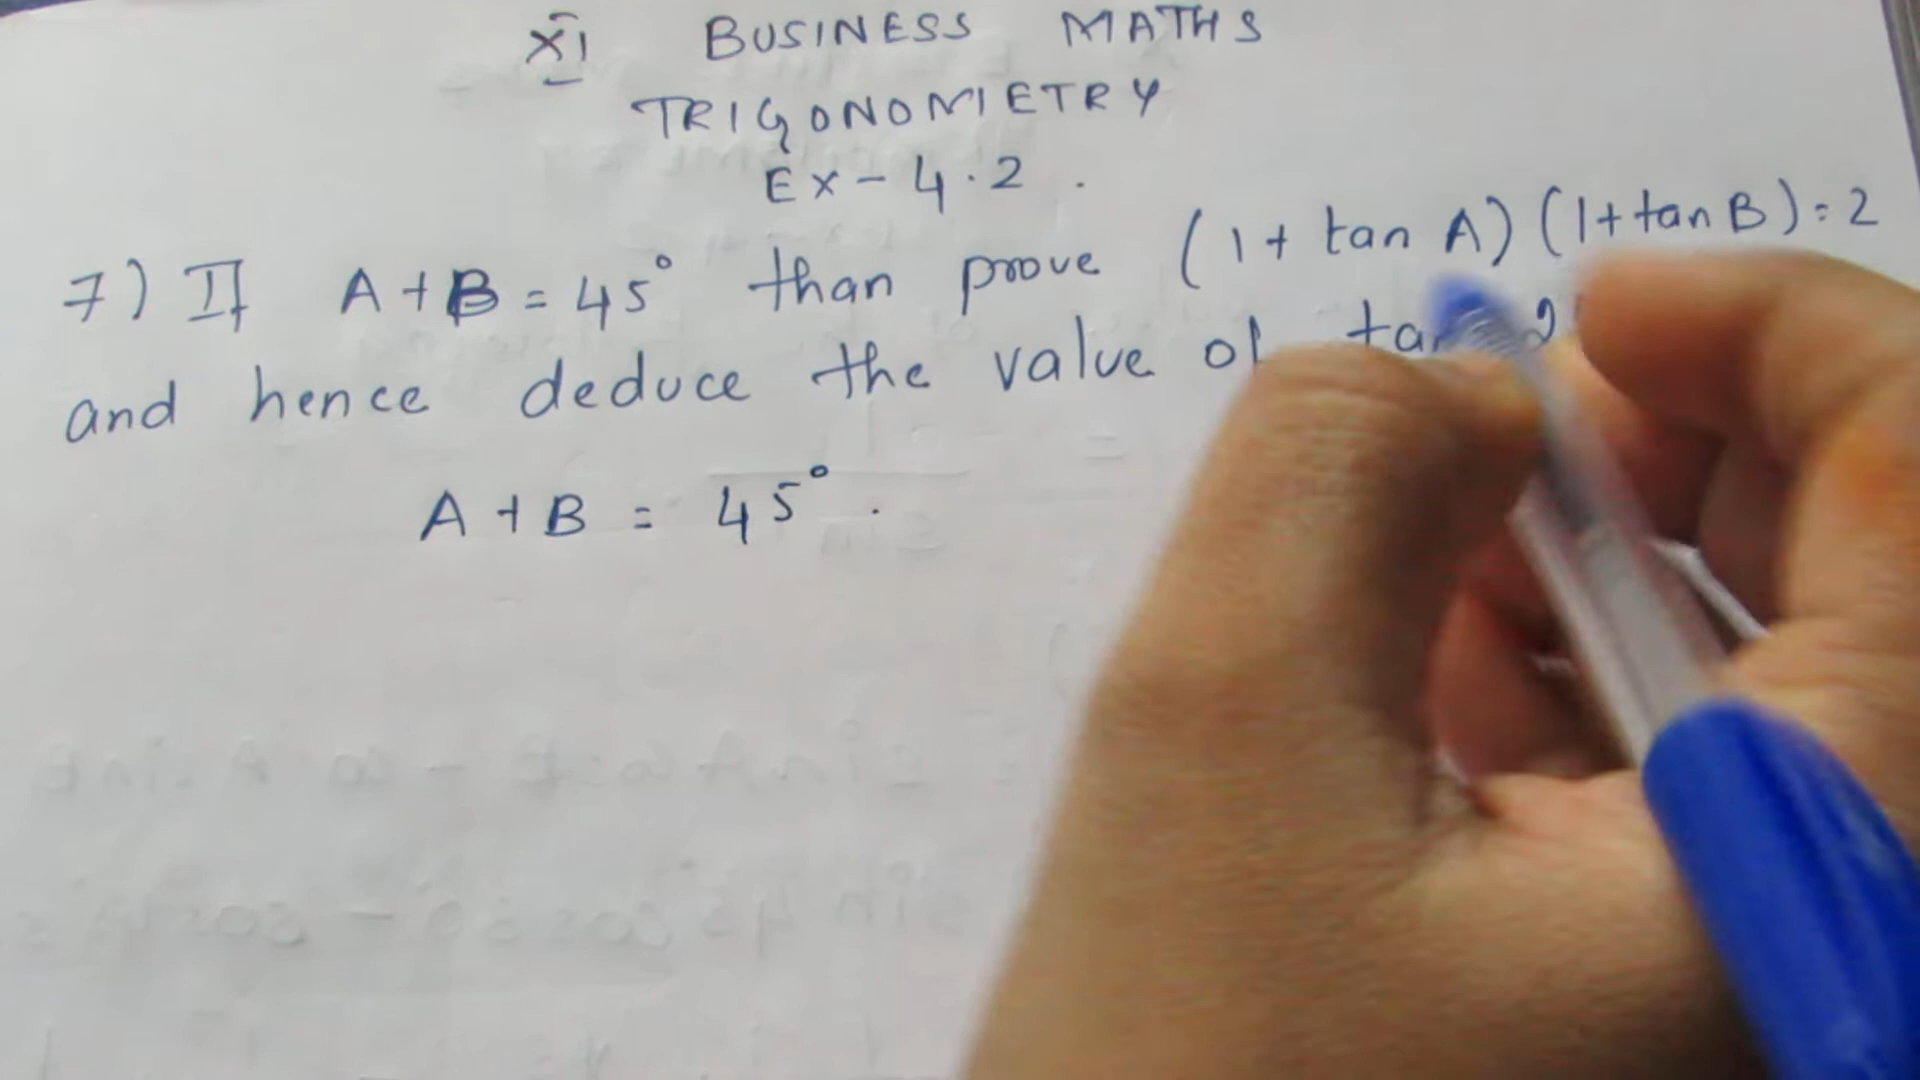 XI BUSINESS MATHS
TRIGONOMETRY
Ex - 4.2 .
7) If A + B = 45° than prove (1 + tan A) (1 + tan B) = 2
and hence deduce the value of
A + B = 45° .